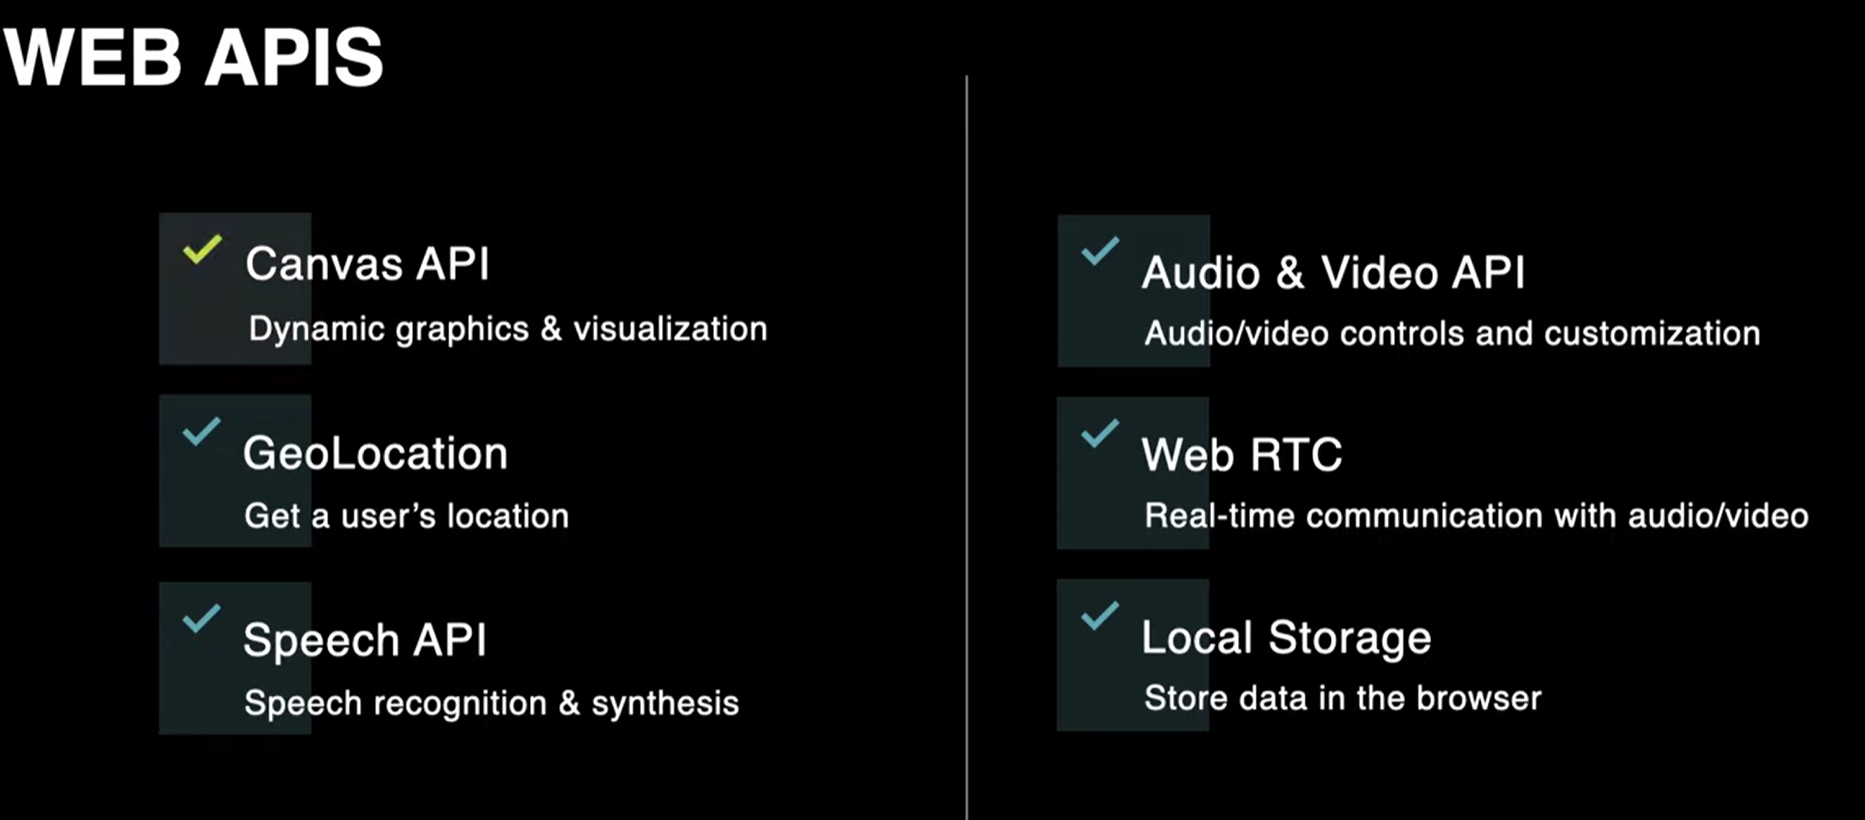 WEB APIS
Canvas API
Dynamic graphics & visualization
GeoLocation
Get a user’s location
Speech API
Speech recognition & synthesis
Audio & Video API
Audio/video controls and customization
Web RTC
Real-time communication with audio/video
Local Storage
Store data in the browser